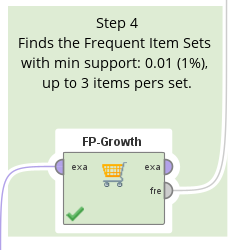 Step 4
Finds the Frequent Item Sets
with min support: 0.01 (1%),
up to 3 items pers set.
FP-Growth
exa exa
fre